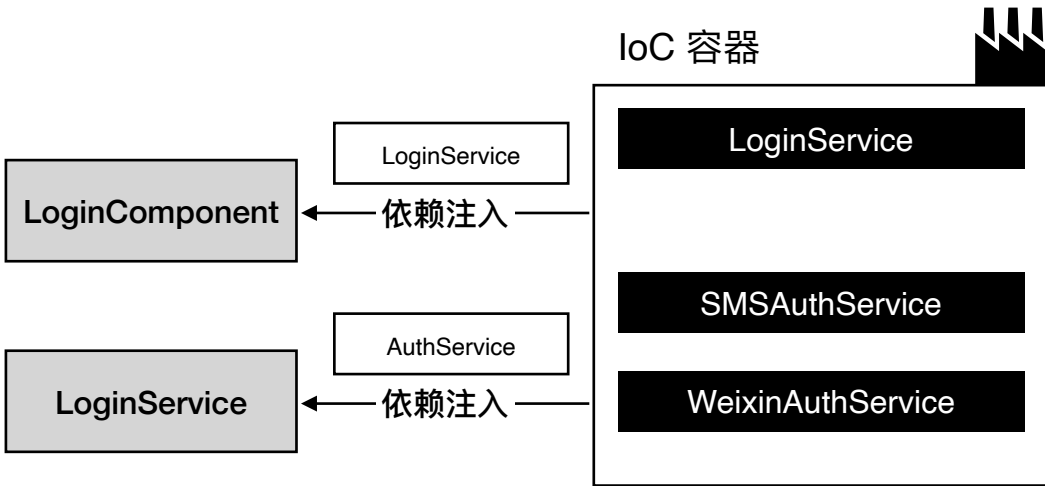 IoC 容器
LoginService
LoginService
LoginComponent
依赖注入
SMSAuthService
AuthService
LoginService
依赖注入
WeixinAuthService